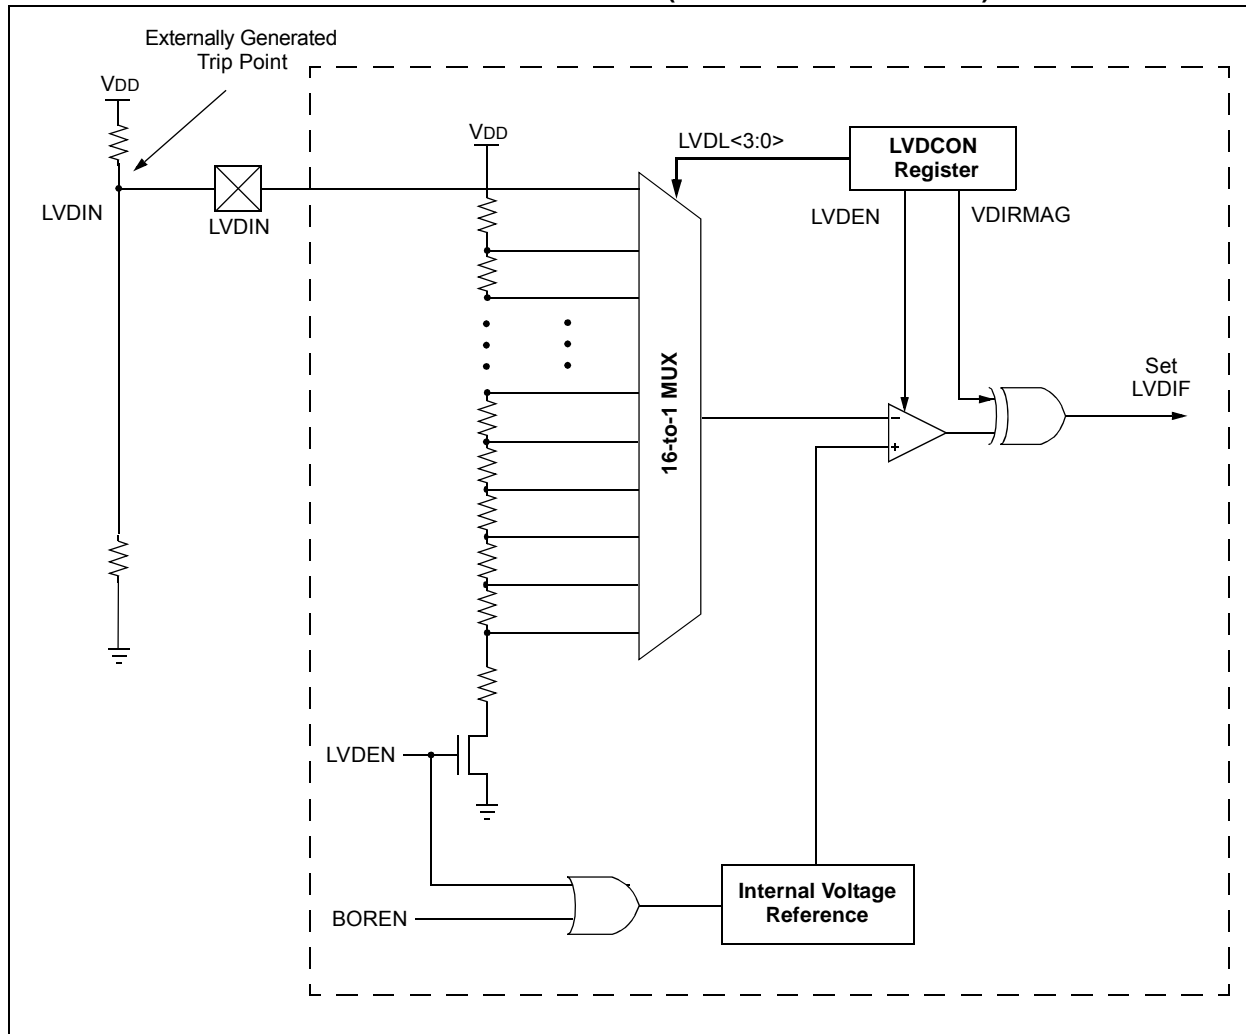 Externally Generated
Trip Point
VDD
VDD
LVDL<3:0>
LVDCON
Register
LVDIN
LVDIN
LVDEN
VDIRMAG
16-to-1 MUX
Set
LVDIF
–
+
LVDEN
BOREN
Internal Voltage
Reference